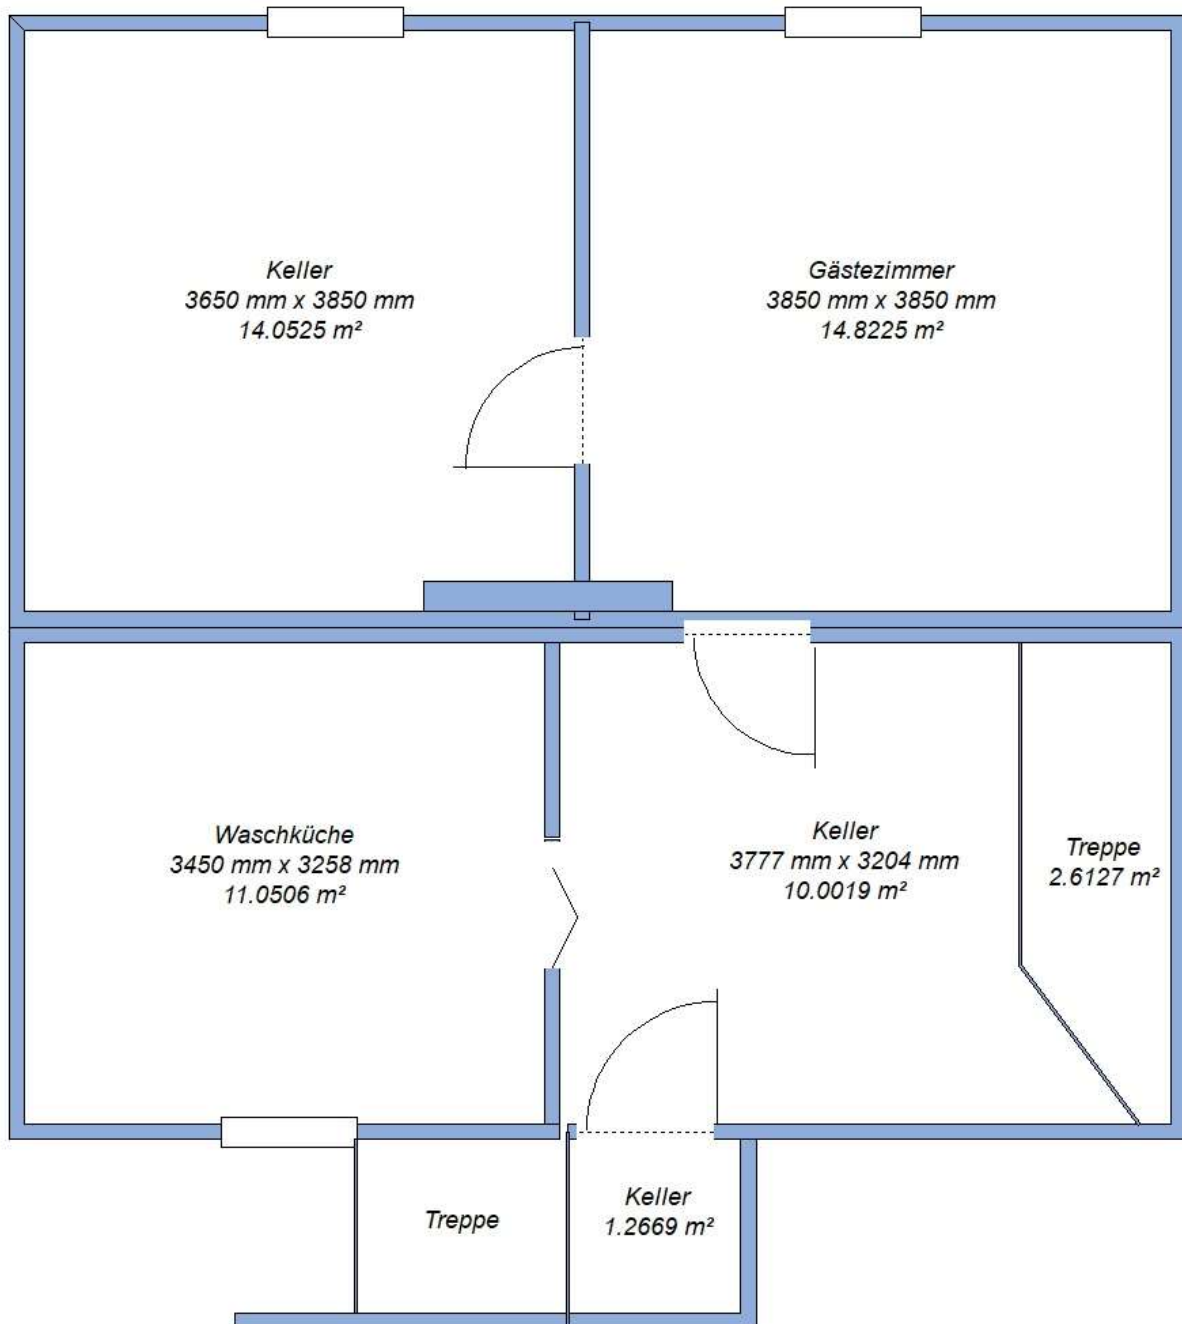 Keller
3650 mm x 3850 mm
14.0525 m²
Gästezimmer
3850 mm x 3850 mm
14.8225 m²
Waschküche
3450 mm x 3258 mm
11.0506 m²
Keller
3777 mm x 3204 mm
10.0019 m²
Treppe
2.6127 m²
Treppe
Keller
1.2669 m²